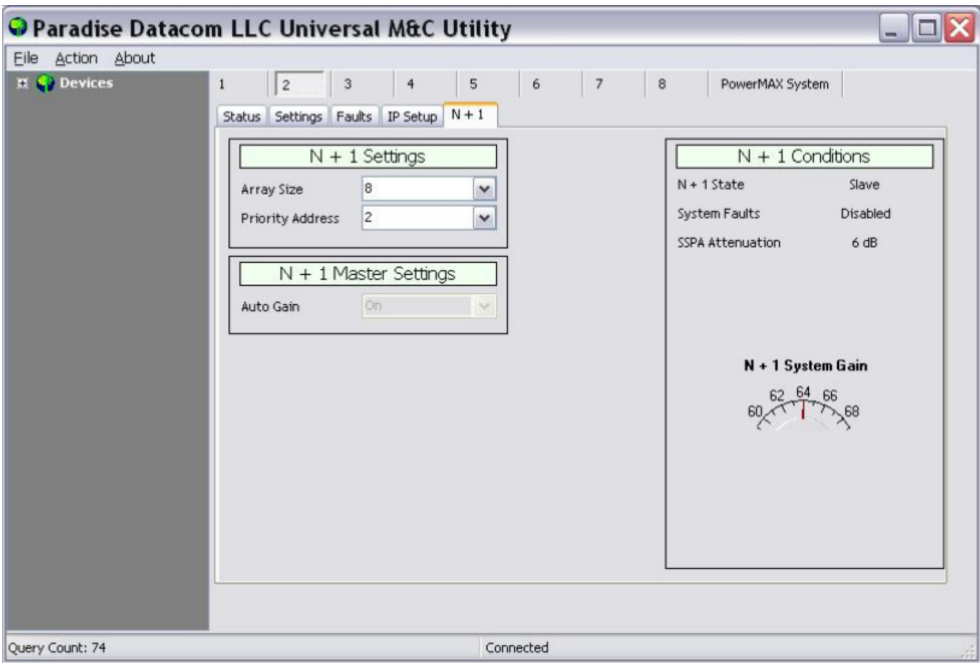 Paradise Datacom LLC Universal M&C Utility
File Action About
Devices
1 2 3 4 5 6 7 8 PowerMAX System
Status Settings Faults IP Setup N + 1
N + 1 Settings
Array Size 8
Priority Address 2
N + 1 Master Settings
Auto Gain On
N + 1 Conditions
N + 1 State Slave
System Faults Disabled
SSPA Attenuation 6 dB
N + 1 System Gain
60 62 64 66 68
Query Count: 74 Connected